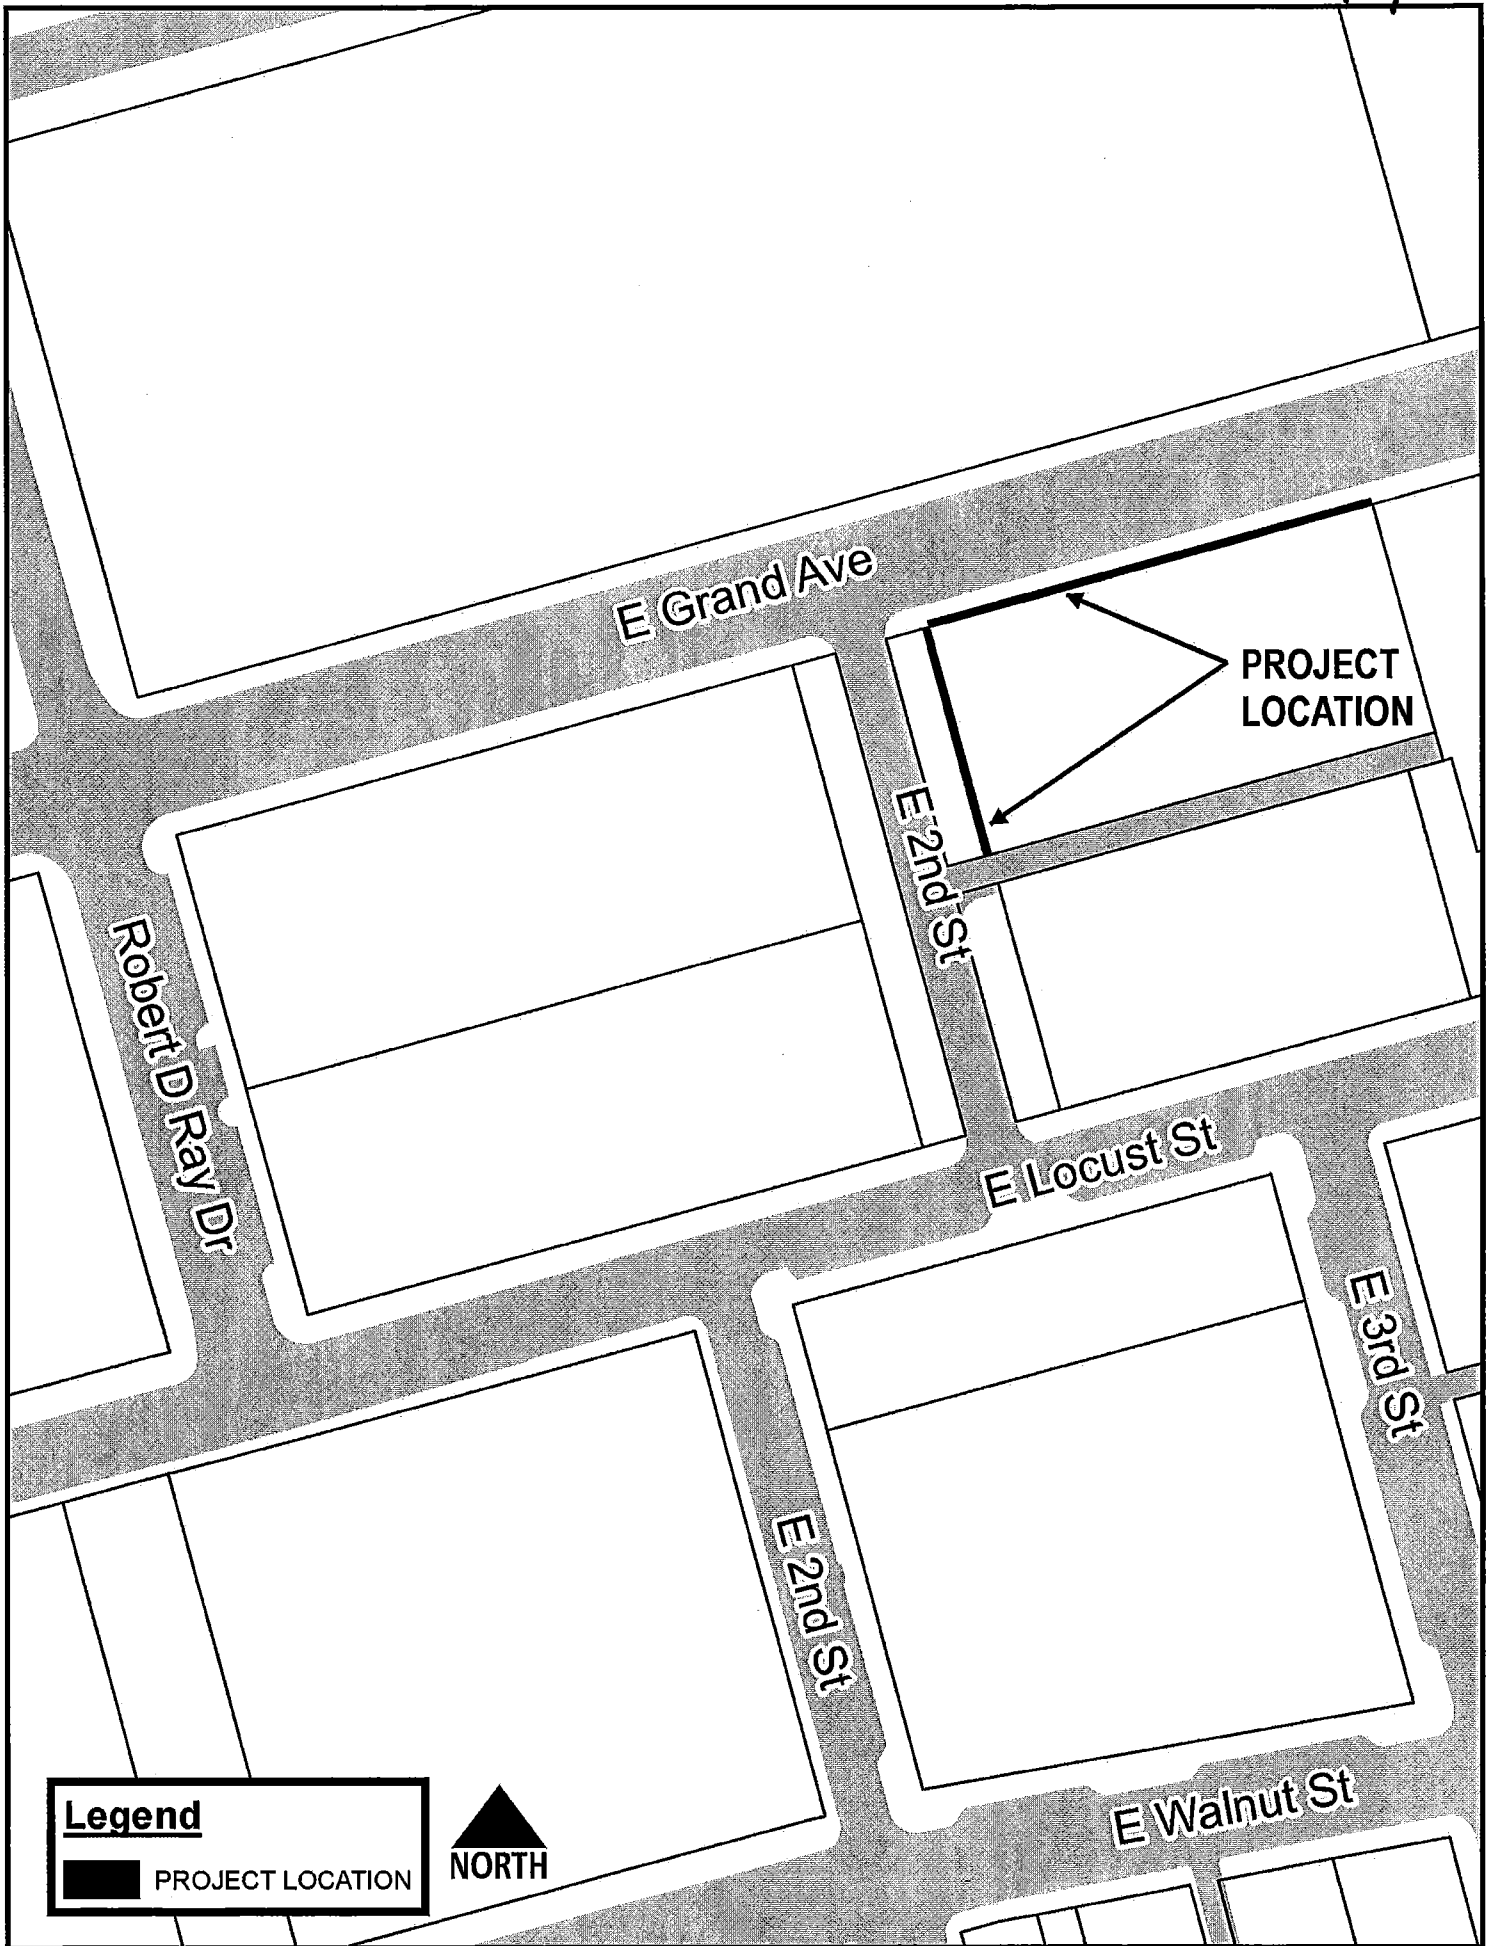 E Grand Ave
PROJECT
LOCATION
E 2nd St
Robert D Ray Dr
E Locust St
E 3rd St
E 2nd St
E Walnut St
Legend
PROJECT LOCATION
NORTH